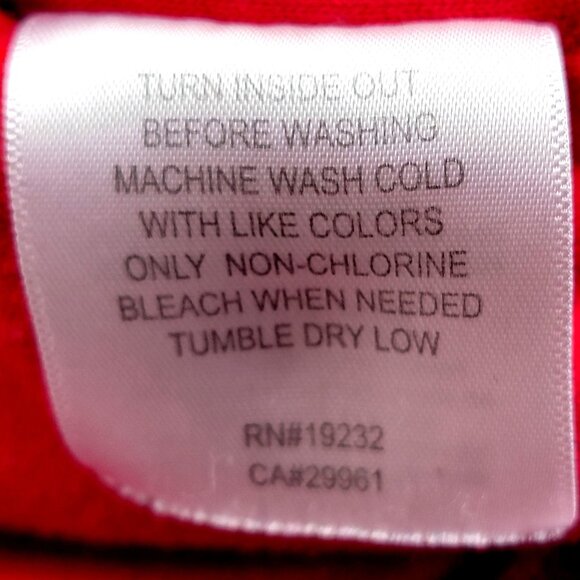 TURN INSIDE OUT
BEFORE WASHING
MACHINE WASH COLD
WITH LIKE COLORS
ONLY NON-CHLORINE
BLEACH WHEN NEEDED
TUMBLE DRY LOW
RN#19232
CA#29961